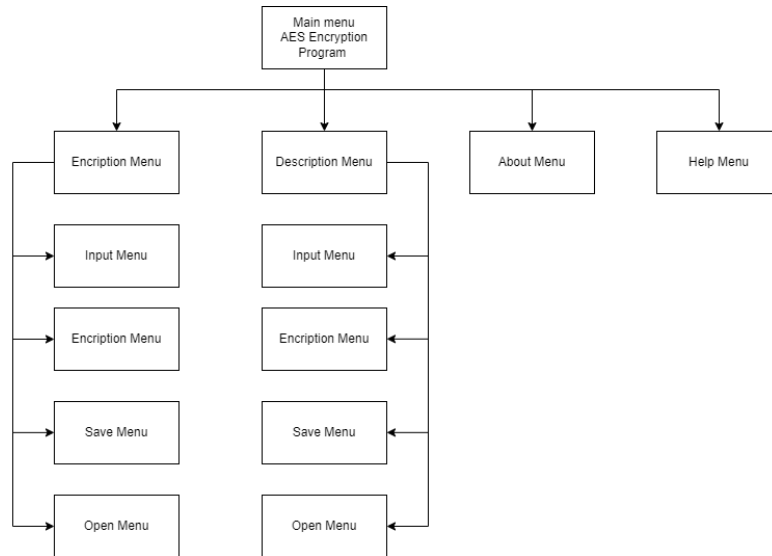 Main menu
AES Encryption
Program
Encription Menu
Description Menu
About Menu
Help Menu
Input Menu
Input Menu
Encription Menu
Encription Menu
Save Menu
Save Menu
Open Menu
Open Menu